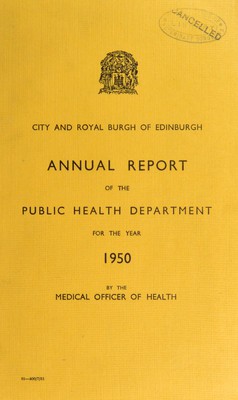 CANCELLED
CITY AND ROYAL BURGH OF EDINBURGH
ANNUAL REPORT
OF THE
PUBLIC HEALTH DEPARTMENT
FOR THE YEAR
1950
BY THE
MEDICAL OFFICER OF HEALTH